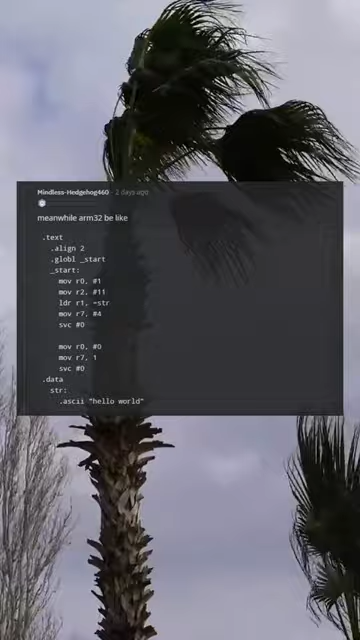 Mindless-Hedgehog460 · 2 days ago
meanwhile arm32 be like
.text
.align 2
.globl _start
_start:
mov r0, #1
mov r2, #11
ldr r1, =str
mov r7, #4
svc #0
mov r0, #0
mov r7, 1
svc #0
.data
str:
.ascii "hello world"